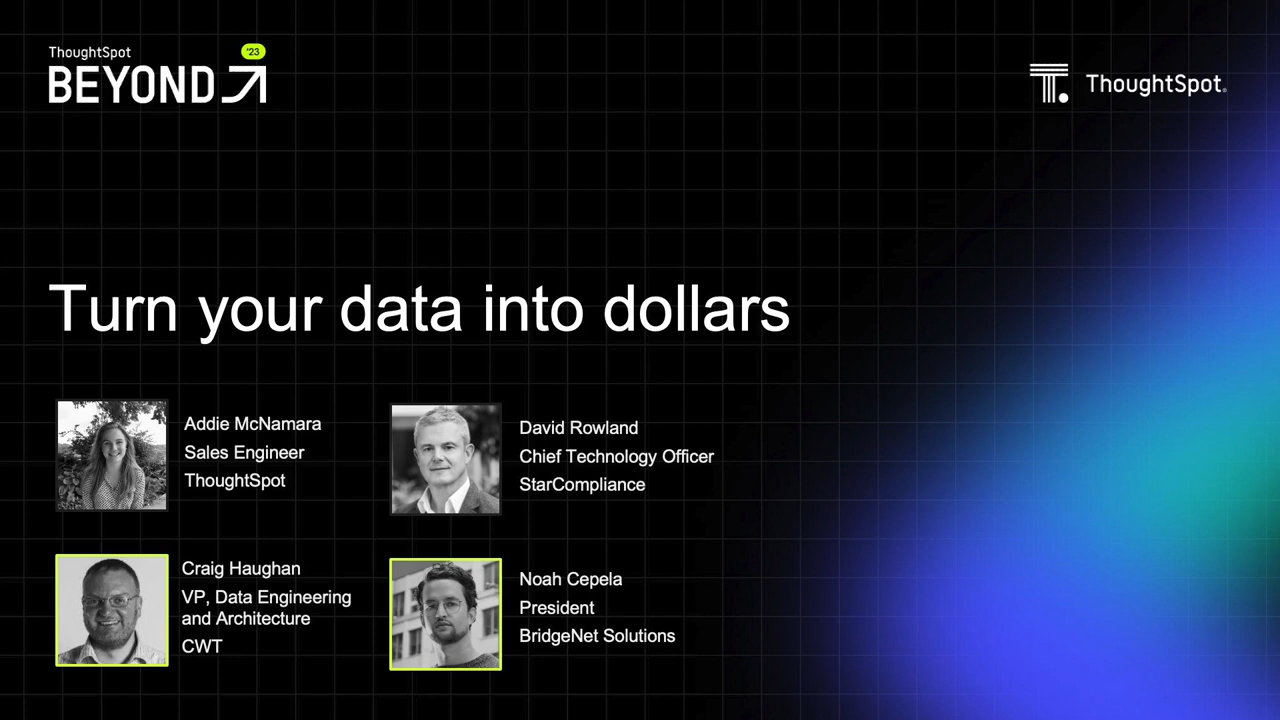 ThoughtSpot
'23
BEYOND
ThoughtSpot®
Turn your data into dollars
Addie McNamara
Sales Engineer
ThoughtSpot
David Rowland
Chief Technology Officer
StarCompliance
Craig Haughan
VP, Data Engineering
and Architecture
CWT
Noah Cepela
President
BridgeNet Solutions